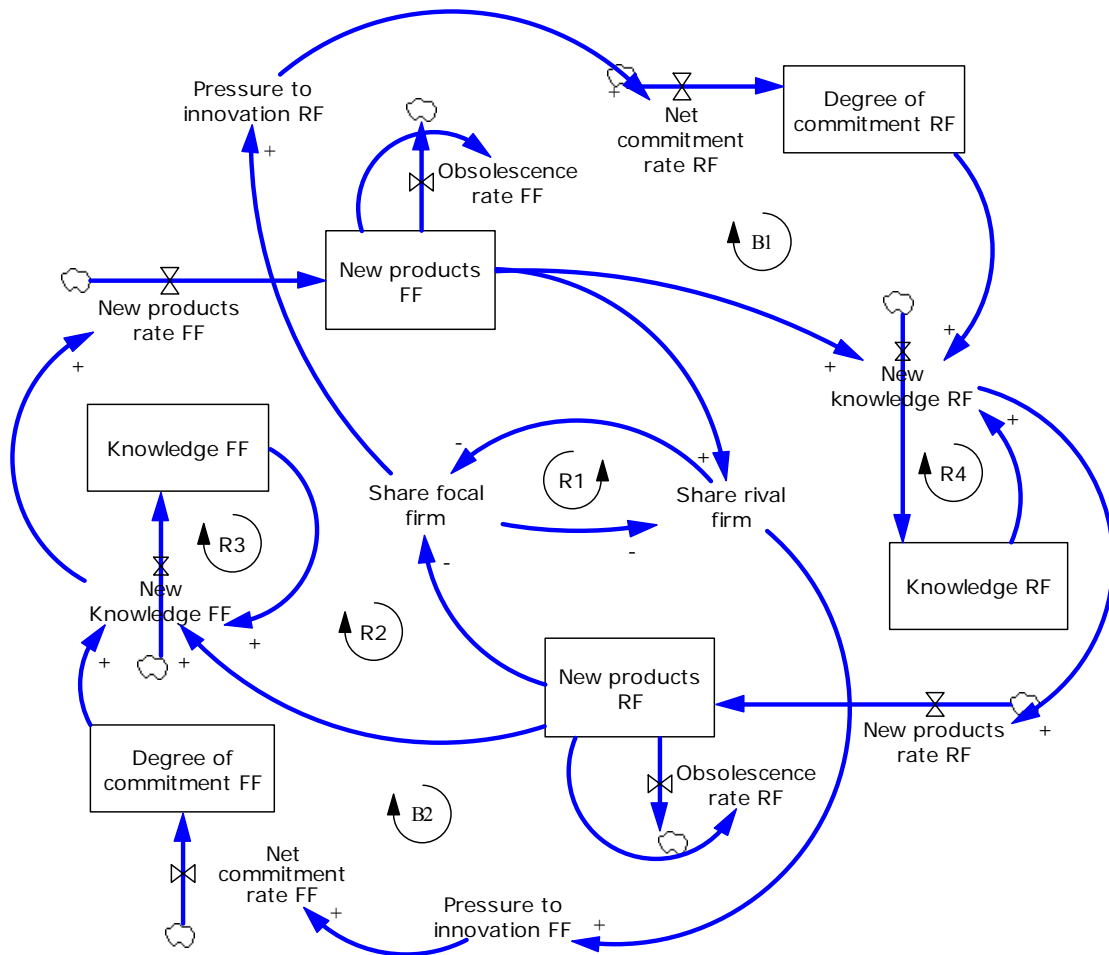 Pressure to
innovation RF
+
+
Net
commitment
rate RF
Degree of
commitment RF
Obsolescence
rate FF
B1
New products
FF
New products
rate FF
+
+
+
New
knowledge RF
+
Knowledge FF
-
+
Share focal
firm
R1
Share rival
firm
R4
-
-
R3
Knowledge RF
New
Knowledge FF
+
+
+
R2
New products
RF
New products
rate RF
+
Degree of
commitment FF
Obsolescence
rate RF
B2
Net
commitment
rate FF
+
Pressure to
innovation FF
+